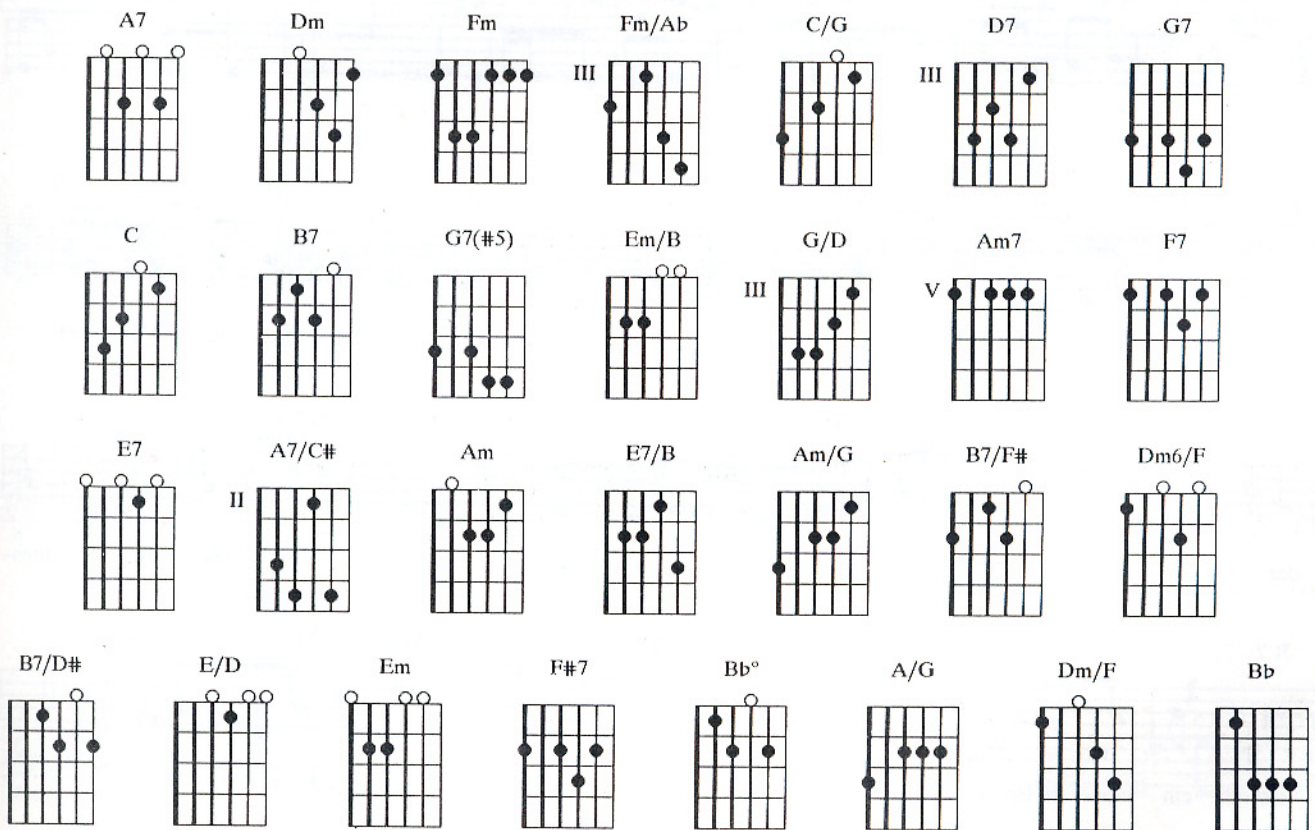 A7 Dm Fm Fm/Ab C/G D7 G7
III III
C B7 G7(#5) Em/B G/D Am7 F7
III V
E7 A7/C# Am E7/B Am/G B7/F# Dm6/F
II
B7/D# E/D Em F#7 Bb° A/G Dm/F Bb